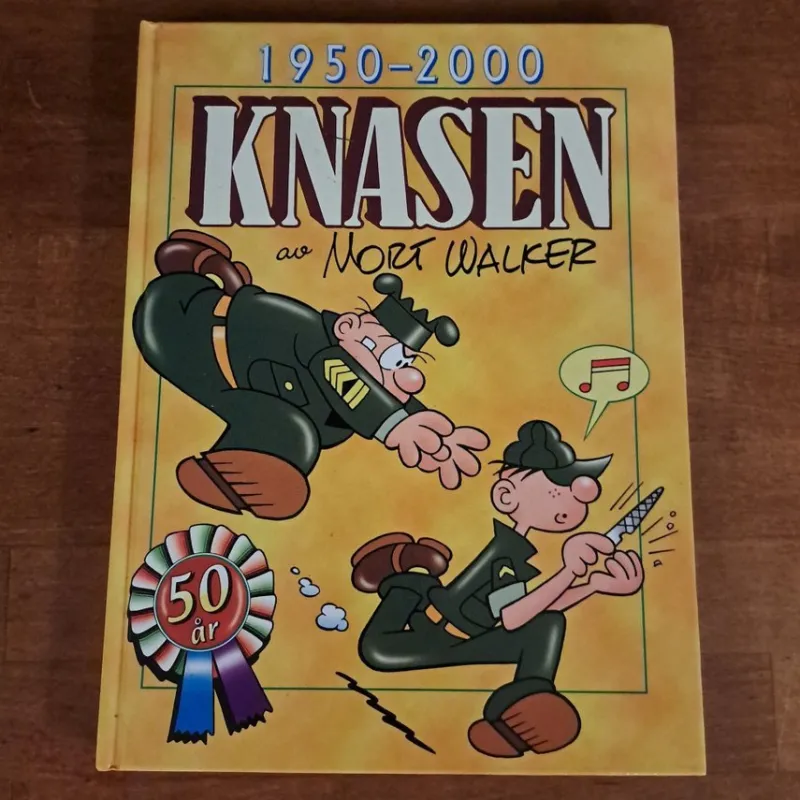 1950-2000
KNASEN
av MORT WALKER
50
år